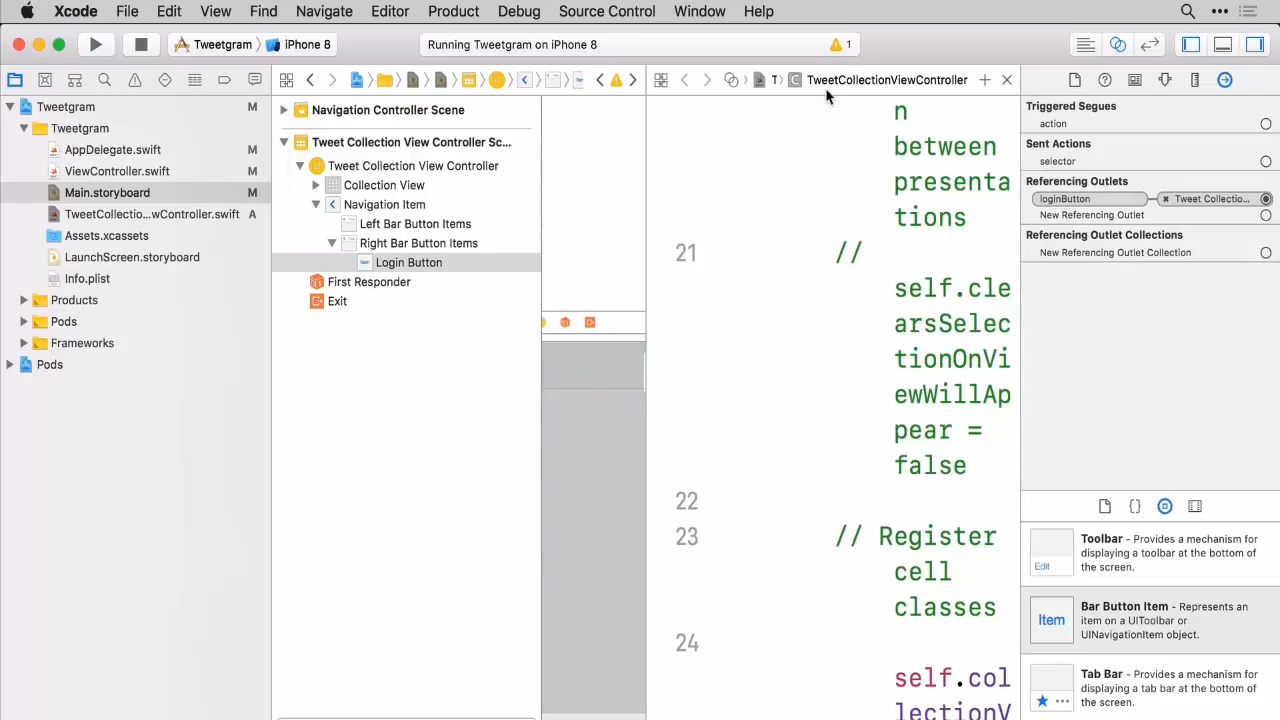 Xcode File Edit View Find Navigate Editor Product Debug Source Control Window Help
Tweetgram iPhone 8
Running Tweetgram on iPhone 8
1
T
TweetCollectionViewController
Tweetgram M
Tweetgram
AppDelegate.swift M
ViewController.swift M
Main.storyboard M
TweetCollectio...wController.swift A
Assets.xcassets
LaunchScreen.storyboard
Info.plist
Products
Pods
Frameworks
Pods
Navigation Controller Scene
Tweet Collection View Controller Sc...
Tweet Collection View Controller
Collection View
Navigation Item
Left Bar Button Items
Right Bar Button Items
Login Button
First Responder
Exit
n
between
presenta
tions
21 //
self.cle
arsSelec
tionOnVi
ewWillAp
pear =
false
22
23 // Register
cell
classes
24
self.col
lectionV
Triggered Segues
action
Sent Actions
selector
Referencing Outlets
loginButton Tweet Collectio...
New Referencing Outlet
Referencing Outlet Collections
New Referencing Outlet Collection
Edit
Toolbar - Provides a mechanism for
displaying a toolbar at the bottom of
the screen.
Item
Bar Button Item - Represents an
item on a UIToolbar or
UINavigationItem object.
Tab Bar - Provides a mechanism for
displaying a tab bar at the bottom of
the screen.